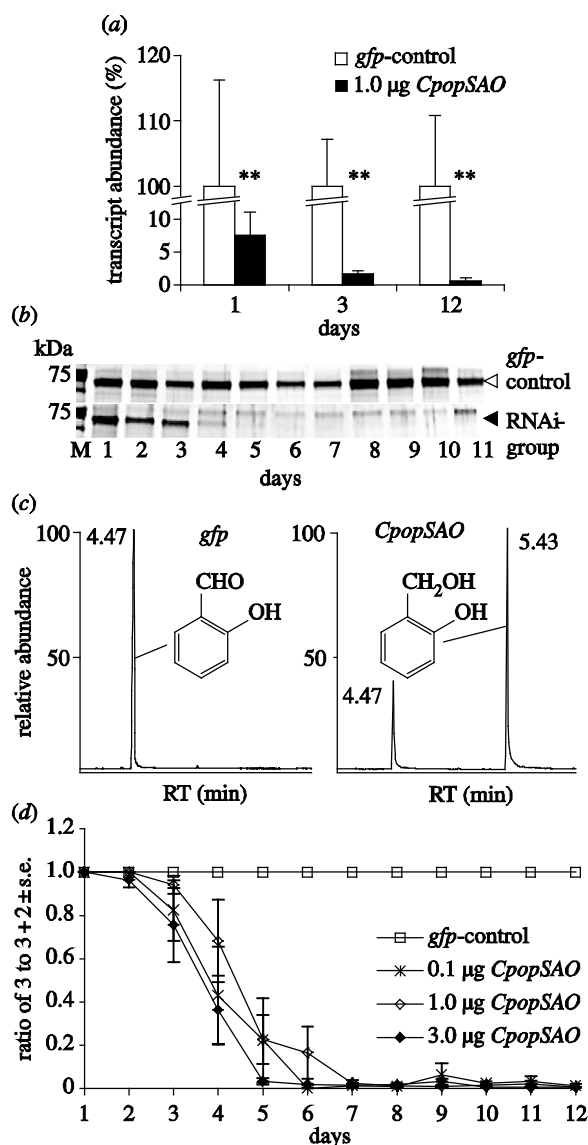 (a)
transcript abundance (%)
120
110
100
10
5
0
gfp-control
1.0 μg CpopSAO
** ** **
1 3 12
days
(b)
kDa
75
75
gfp-
control
RNAi-
group
M 1 2 3 4 5 6 7 8 9 10 11
days
(c)
relative abundance
100
50
4.47
gfp
CHO
OH
RT (min)
100
50
CpopSAO
5.43
CH2OH
OH
4.47
RT (min)
(d)
ratio of 3 to 3 + 2 ± s.e.
1.2
1.0
0.8
0.6
0.4
0.2
0
gfp-control
0.1 μg CpopSAO
1.0 μg CpopSAO
3.0 μg CpopSAO
1 2 3 4 5 6 7 8 9 10 11 12
days